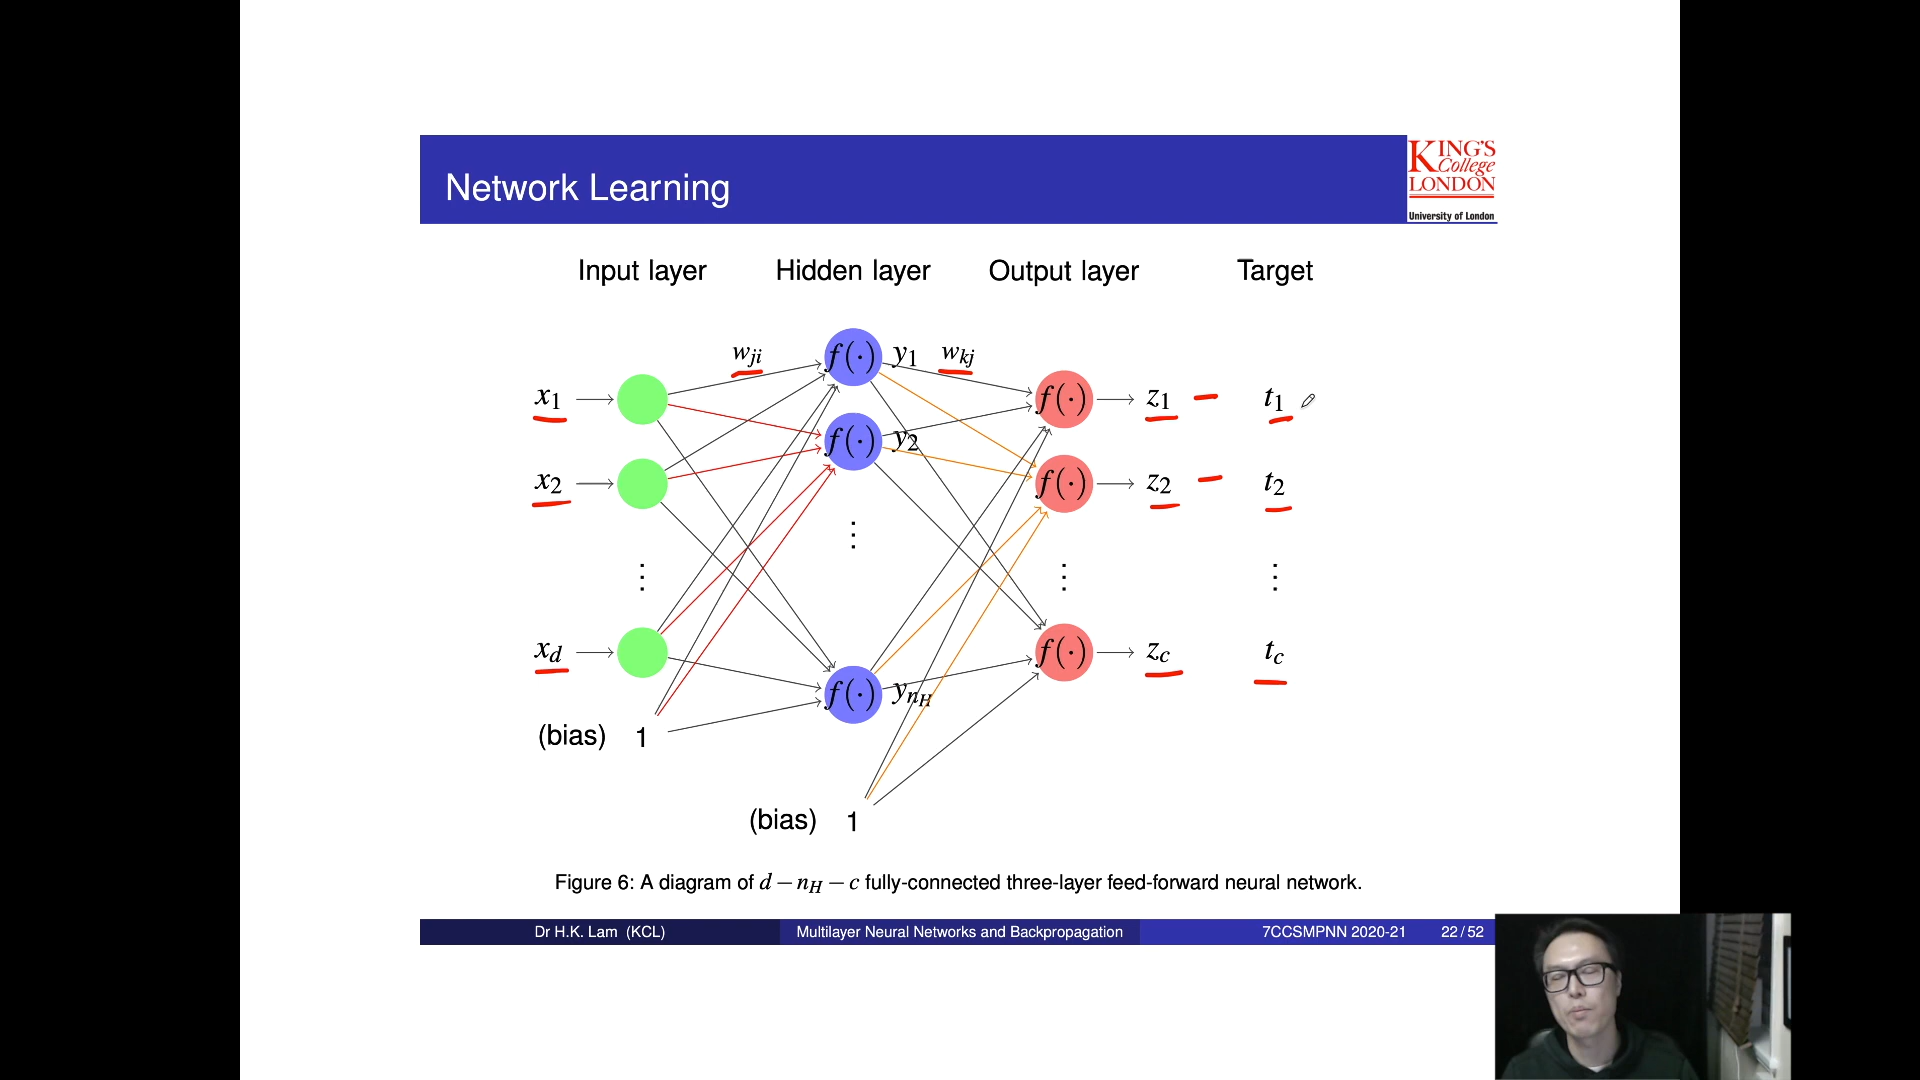 Network Learning
KING'S
College
LONDON
University of London
Input layer Hidden layer Output layer Target
w_ji f(·) y_1 w_kj
x_1 f(·) z_1 t_1
f(·) y_2
x_2 f(·) z_2 t_2
⋮ ⋮ ⋮ ⋮
x_d f(·) z_c t_c
f(·) y_{n_H}
(bias) 1
(bias) 1
Figure 6: A diagram of d − n_H − c fully-connected three-layer feed-forward neural network.
Dr H.K. Lam (KCL) Multilayer Neural Networks and Backpropagation 7CCSMPNN 2020-21 22 / 52